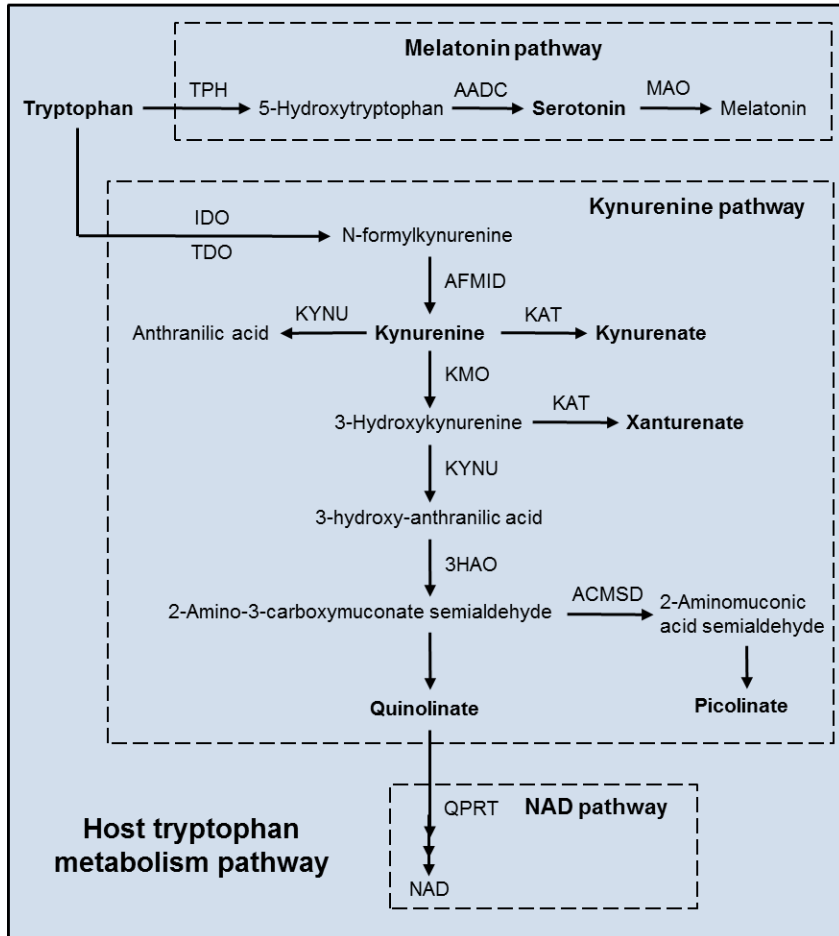 Melatonin pathway
Tryptophan
TPH
5-Hydroxytryptophan
AADC
Serotonin
MAO
Melatonin
Kynurenine pathway
IDO
TDO
N-formylkynurenine
AFMID
Anthranilic acid
KYNU
Kynurenine
KAT
Kynurenate
KMO
3-Hydroxykynurenine
KAT
Xanturenate
KYNU
3-hydroxy-anthranilic acid
3HAO
2-Amino-3-carboxymuconate semialdehyde
ACMSD
2-Aminomuconic
acid semialdehyde
Quinolinate
Picolinate
QPRT
NAD pathway
NAD
Host tryptophan
metabolism pathway